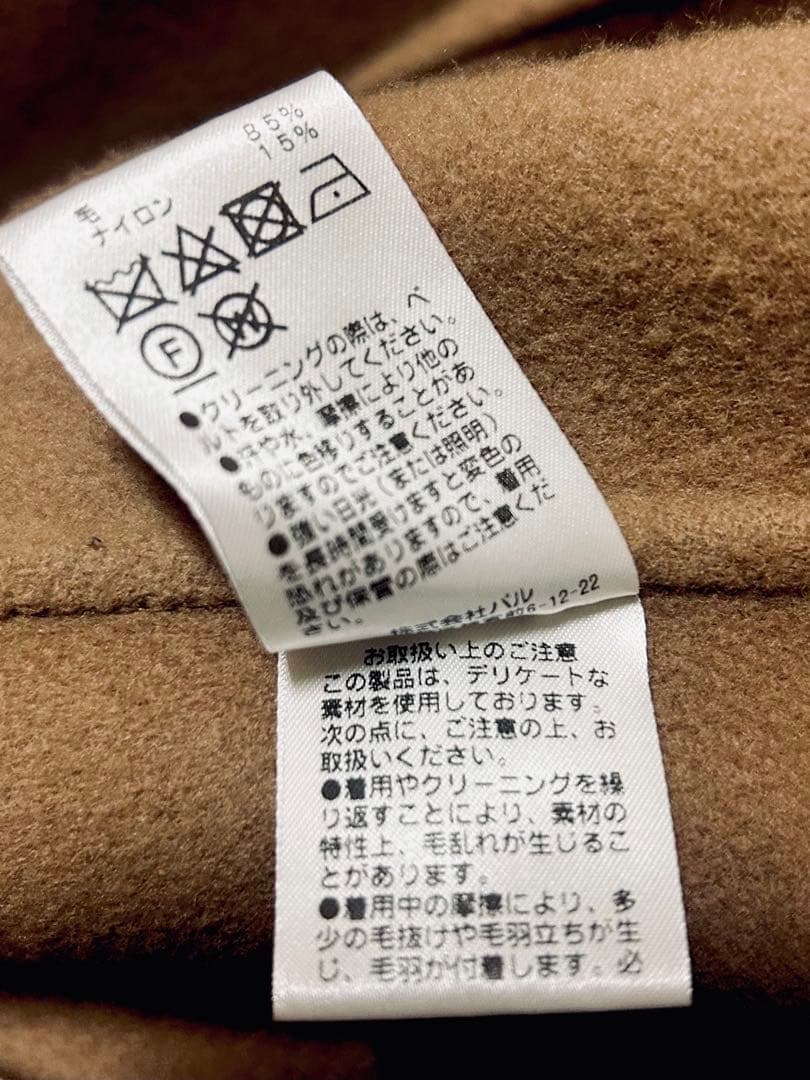 毛 85%
ナイロン 15%
F W
●クリーニングの際は、ベ
ルトを取り外してください。
●汗や水、摩擦により他の
ものに色移りすることがあ
りますのでご注意ください。
●強い日光(または照明)
を長時間受けますと変色の
恐れがありますので、着用
及び保管の際はご注意くだ
さい。
株式会社パル
6-12-22
お取扱い上のご注意
この製品は、デリケートな
素材を使用しております。
次の点に、ご注意の上、お
取扱いください。
●着用やクリーニングを繰
り返すことにより、素材の
特性上、毛乱れが生じるこ
とがあります。
●着用中の摩擦により、多
少の毛抜けや毛羽立ちが生
じ、毛羽が付着します。必